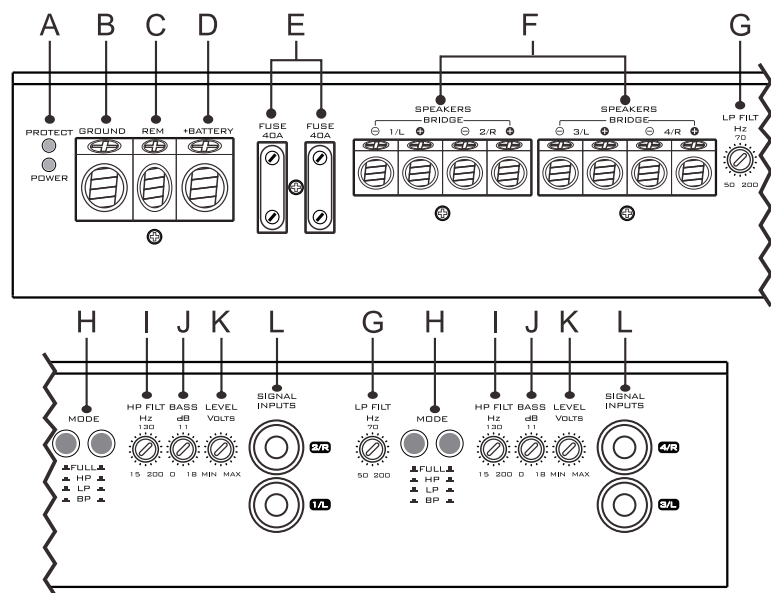 A B C D E F G
PROTECT
POWER
GROUND REM +BATTERY
FUSE 40A
FUSE 40A
SPEAKERS
BRIDGE
⊖ 1/L ⊕ ⊖ 2/R ⊕
SPEAKERS
BRIDGE
⊖ 3/L ⊕ ⊖ 4/R ⊕
LP FILT
Hz
70
50 200
H I J K L G H I J K L
MODE
FULL
HP
LP
BP
HP FILT
Hz
130
15 200
BASS
dB
11
0 18
LEVEL
VOLTS
MIN MAX
SIGNAL
INPUTS
2/R
1/L
LP FILT
Hz
70
50 200
MODE
FULL
HP
LP
BP
HP FILT
Hz
130
15 200
BASS
dB
11
0 18
LEVEL
VOLTS
MIN MAX
SIGNAL
INPUTS
4/R
3/L